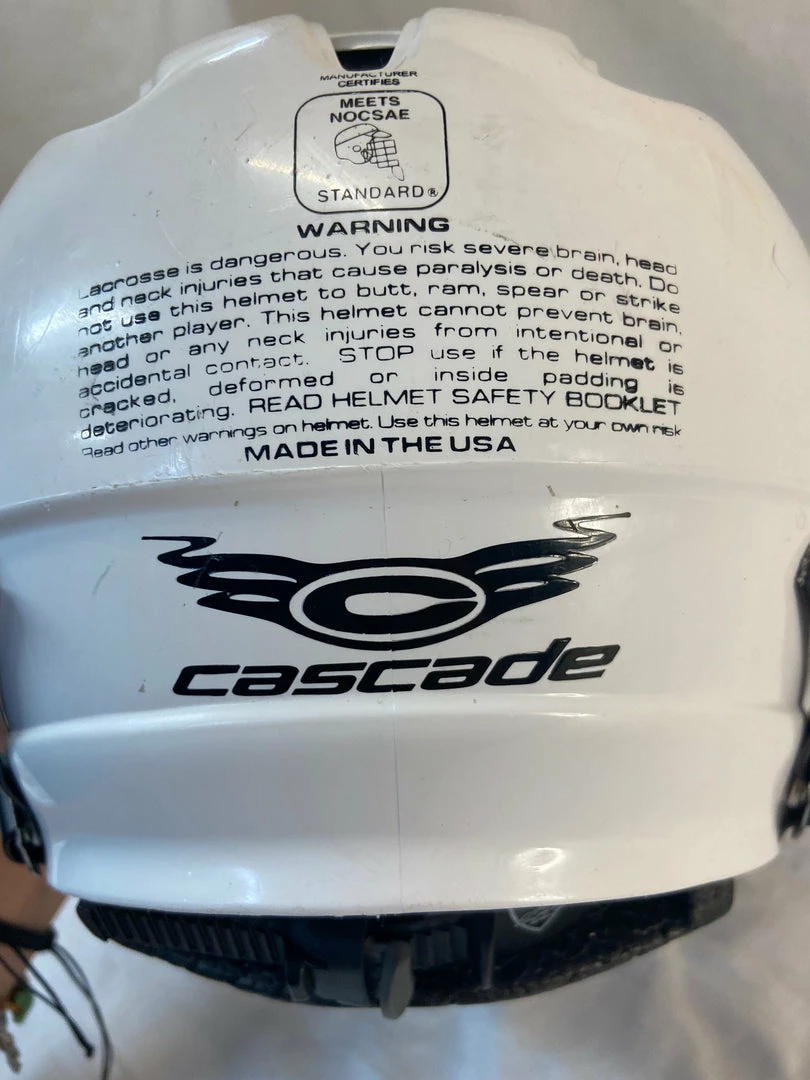 MANUFACTURER
CERTIFIES
MEETS
NOCSAE
STANDARD®
WARNING
Lacrosse is dangerous. You risk severe brain, head
and neck injuries that cause paralysis or death. Do
not use this helmet to butt, ram, spear or strike
another player. This helmet cannot prevent brain,
head or any neck injuries from intentional or
accidental contact. STOP use if the helmet is
cracked, deformed or inside padding is
deteriorating. READ HELMET SAFETY BOOKLET
Read other warnings on helmet. Use this helmet at your own risk
MADE IN THE USA
C
cascade